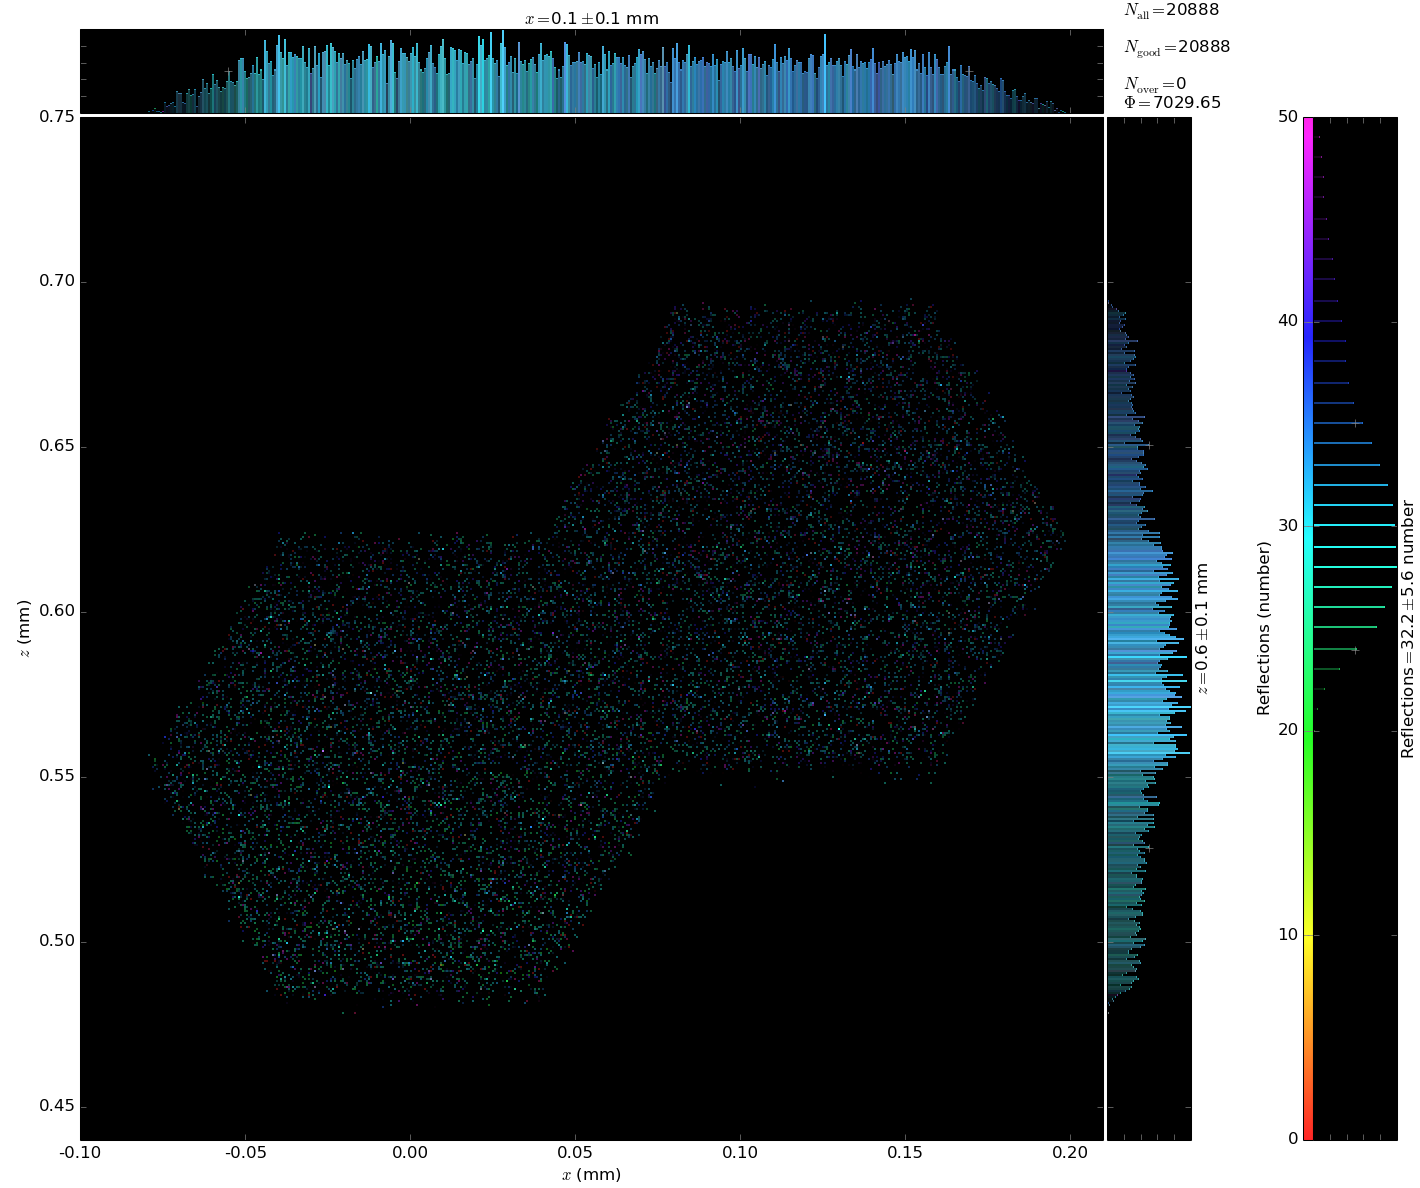 x=0.1±0.1 mm
N_all=20888
N_good=20888
N_over=0
Φ=7029.65
0.75
0.70
0.65
0.60
0.55
0.50
0.45
z (mm)
-0.10 -0.05 0.00 0.05 0.10 0.15 0.20
x (mm)
z=0.6±0.1 mm
Reflections (number)
50
40
30
20
10
0
Reflections=32.2±5.6 number